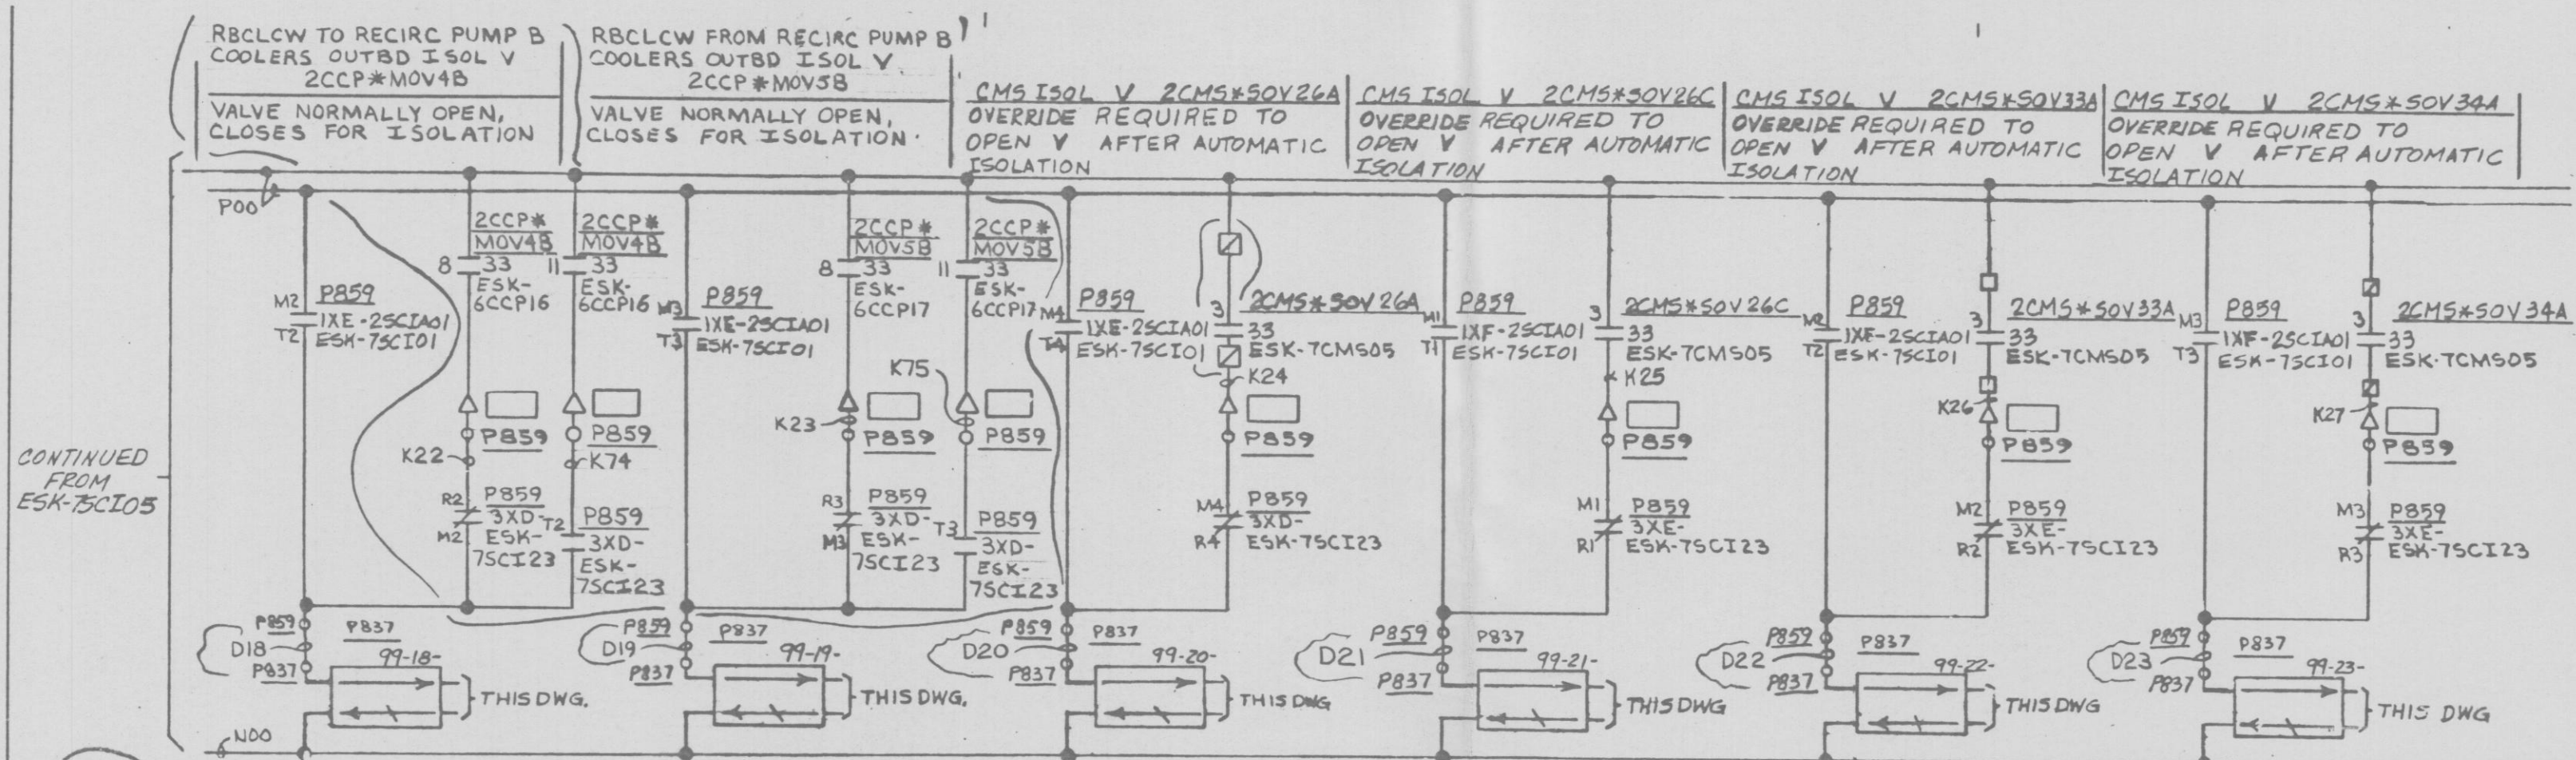 RBCLCW TO RECIRC PUMP B
COOLERS OUTBD ISOL V
2CCP*MOV4B
VALVE NORMALLY OPEN,
CLOSES FOR ISOLATION
RBCLCW FROM RECIRC PUMP B
COOLERS OUTBD ISOL V
2CCP*MOV5B
VALVE NORMALLY OPEN,
CLOSES FOR ISOLATION.
CMS ISOL V 2CMS*SOV26A
OVERRIDE REQUIRED TO
OPEN V AFTER AUTOMATIC
ISOLATION
CMS ISOL V 2CMS*SOV26C
OVERRIDE REQUIRED TO
OPEN V AFTER AUTOMATIC
ISOLATION
CMS ISOL V 2CMS*SOV33A
OVERRIDE REQUIRED TO
OPEN V AFTER AUTOMATIC
ISOLATION
CMS ISOL V 2CMS*SOV34A
OVERRIDE REQUIRED TO
OPEN V AFTER AUTOMATIC
ISOLATION
CONTINUED
FROM
ESK-7SCI05
P00
M2 P859
1XE-2SCIA01
T2 ESK-7SCI01
2CCP*
MOV4B
8 33
ESK-
6CCP16
P859
K22
R2 P859
3XD-
M2 ESK-
7SCI23
2CCP*
MOV4B
11 33
ESK-
6CCP16
P859
K74
T2 P859
3XD-
ESK-
7SCI23
P859
D18
P837
P837
99-18-
THIS DWG.
M3 P859
1XE-2SCIA01
T3 ESK-7SCI01
2CCP*
MOV5B
8 33
ESK-
6CCP17
K23
P859
R3 P859
3XD-
M3 ESK-
7SCI23
2CCP*
MOV5B
11 33
ESK-
6CCP17
K75
P859
T3 P859
3XD-
ESK-
7SCI23
P859
D19
P837
P837
99-19-
THIS DWG.
M4 P859
1XE-2SCIA01
T4 ESK-7SCI01
3 2CMS*SOV26A
33
ESK-7CMS05
K24
P859
M4 P859
3XD-
R4 ESK-7SCI23
P859
D20
P837
P837
99-20-
THIS DWG
M1 P859
1XF-2SCIA01
T1 ESK-7SCI01
3 2CMS*SOV26C
33
ESK-7CMS05
K25
P859
M1 P859
3XE-
R1 ESK-7SCI23
P859
D21
P837
P837
99-21-
THIS DWG
M2 P859
1XF-2SCIA01
T2 ESK-7SCI01
3 2CMS*SOV33A
33
ESK-7CMS05
K26
P859
M2 P859
3XE-
R2 ESK-7SCI23
P859
D22
P837
P837
99-22-
THIS DWG
M3 P859
1XF-2SCIA01
T3 ESK-7SCI01
3 2CMS*SOV34A
33
ESK-7CMS05
K27
P859
M3 P859
3XE-
R3 ESK-7SCI23
P859
D23
P837
P837
99-23-
THIS DWG
N00